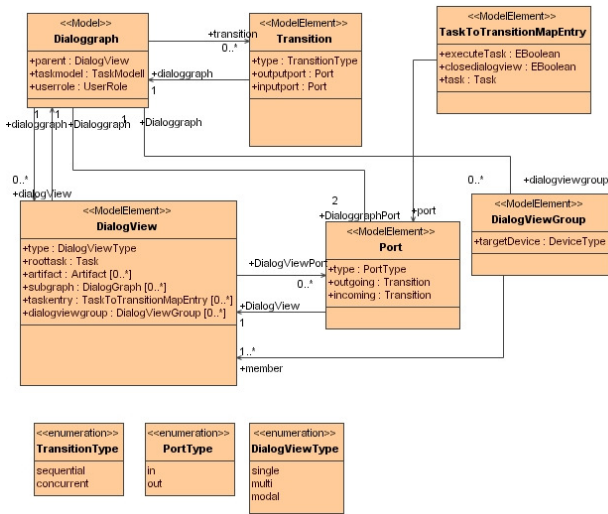 <<Model>>
Dialoggraph
+parent : DialogView
+taskmodel : TaskModell
+userrole : UserRole
+transition
0..*
+dialoggraph
1
<<ModelElement>>
Transition
+type : TransitionType
+outputport : Port
+inputport : Port
<<ModelElement>>
TaskToTransitionMapEntry
+executeTask : EBoolean
+closedialogview : EBoolean
+task : Task
1
1
+dialoggraph
+Dialoggraph
1
+Dialoggraph
0..*
+dialogView
2
+DialoggraphPort
+port
0..*
+dialogviewgroup
<<ModelElement>>
DialogView
+type : DialogViewType
+roottask : Task
+artifact : Artifact [0..*]
+subgraph : DialogGraph [0..*]
+taskentry : TaskToTransitionMapEntry [0..*]
+dialogviewgroup : DialogViewGroup [0..*]
+DialogViewPort
0..*
+DialogView
1
<<ModelElement>>
Port
+type : PortType
+outgoing : Transition
+incoming : Transition
<<ModelElement>>
DialogViewGroup
+targetDevice : DeviceType
1..*
+member
<<enumeration>>
TransitionType
sequential
concurrent
<<enumeration>>
PortType
in
out
<<enumeration>>
DialogViewType
single
multi
modal